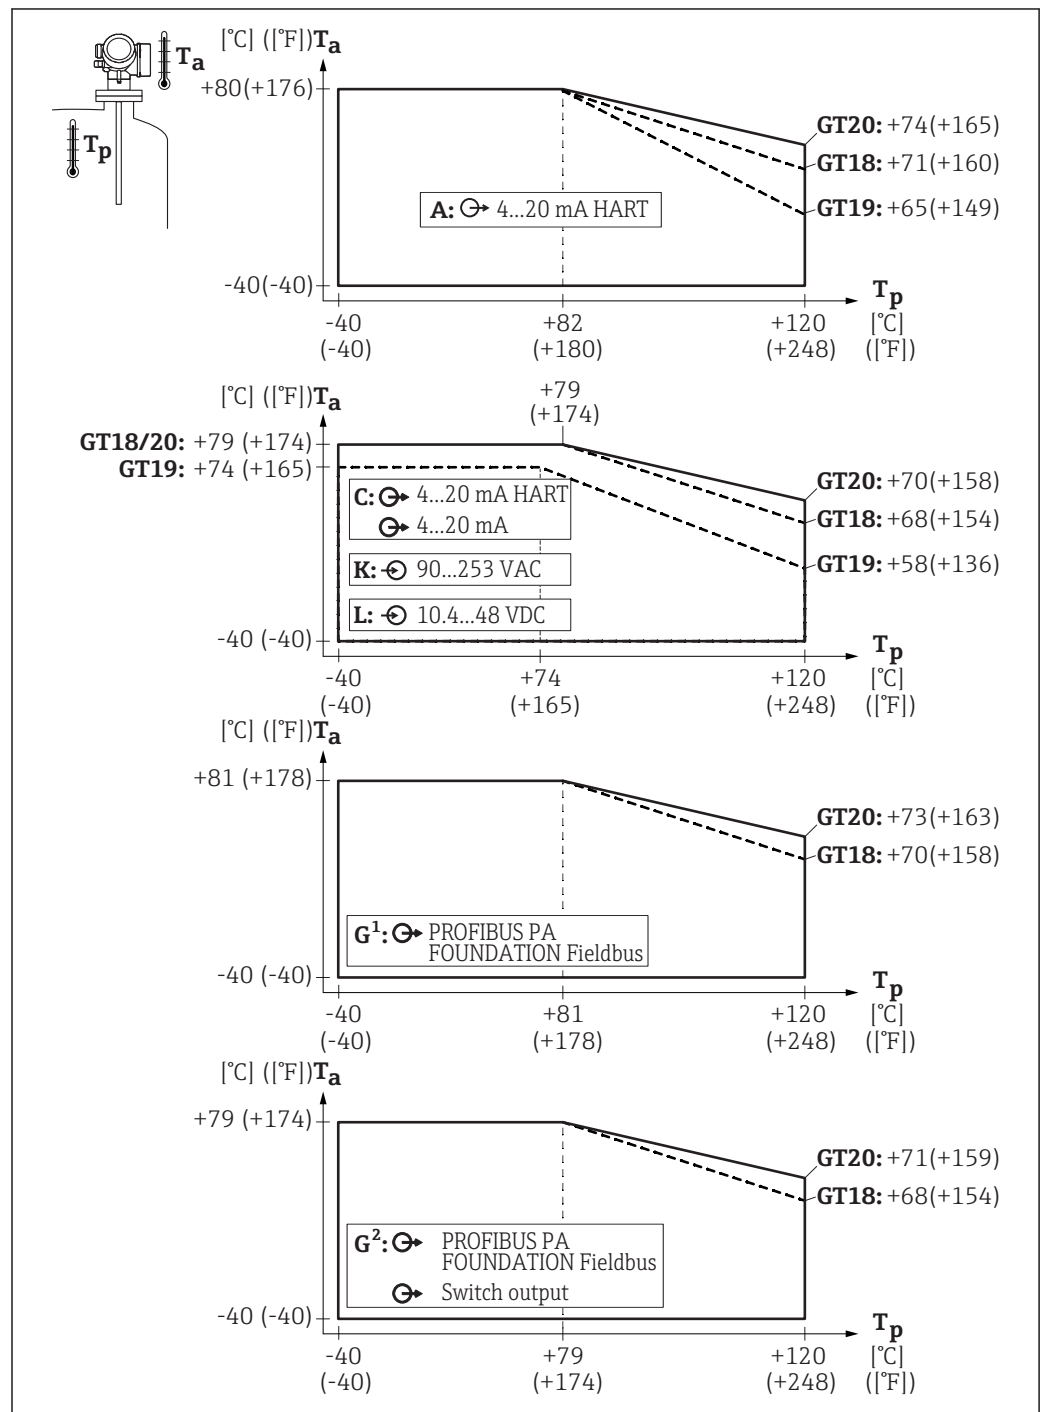 [°C] ([°F])Ta
Ta
Tp
+80(+176)
GT20: +74(+165)
GT18: +71(+160)
GT19: +65(+149)
A: 4...20 mA HART
-40(-40)
Tp
-40 +82 +120 [°C]
(-40) (+180) (+248) ([°F])
[°C] ([°F])Ta
+79
(+174)
GT18/20: +79 (+174)
GT19: +74 (+165)
GT20: +70(+158)
GT18: +68(+154)
GT19: +58(+136)
C: 4...20 mA HART
4...20 mA
K: 90...253 VAC
L: 10.4...48 VDC
-40 (-40)
Tp
-40 +74 +120 [°C]
(-40) (+165) (+248) ([°F])
[°C] ([°F])Ta
+81 (+178)
GT20: +73(+163)
GT18: +70(+158)
G1: PROFIBUS PA
FOUNDATION Fieldbus
-40 (-40)
Tp
-40 +81 +120 [°C]
(-40) (+178) (+248) ([°F])
[°C] ([°F])Ta
+79 (+174)
GT20: +71(+159)
GT18: +68(+154)
G2: PROFIBUS PA
FOUNDATION Fieldbus
Switch output
-40 (-40)
Tp
-40 +79 +120 [°C]
(-40) (+174) (+248) ([°F])